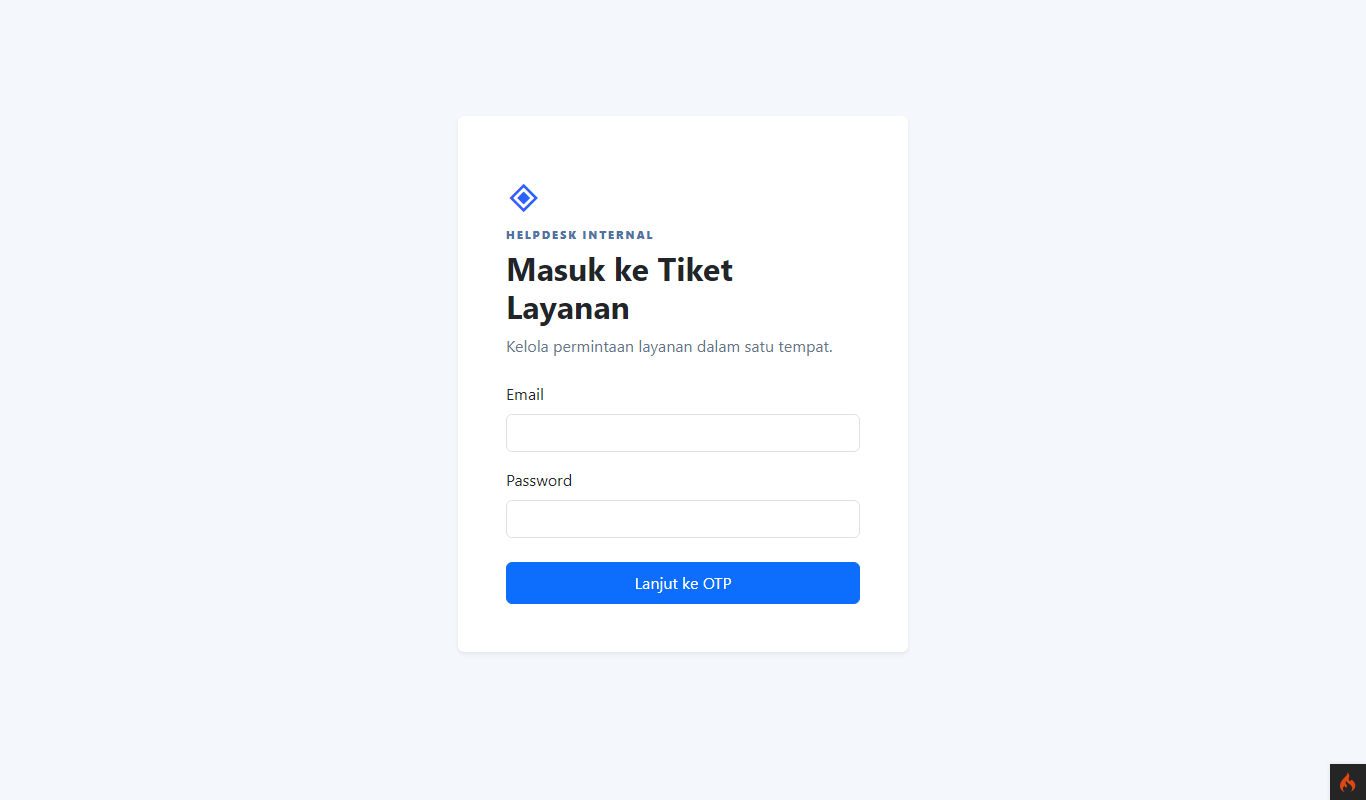 HELPDESK INTERNAL
Masuk ke Tiket
Layanan
Kelola permintaan layanan dalam satu tempat.
Email
Password
Lanjut ke OTP